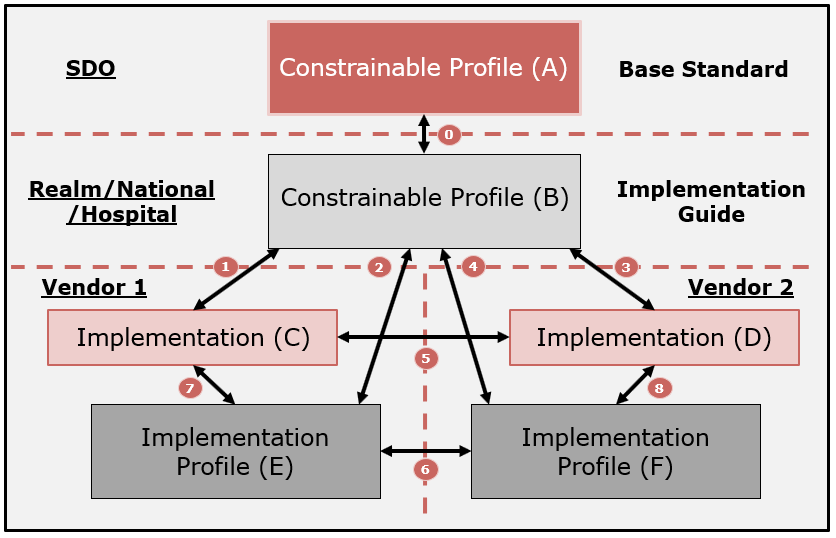 SDO
Constrainable Profile (A)
Base Standard
0
Realm/National
/Hospital
Constrainable Profile (B)
Implementation
Guide
1
2
4
3
Vendor 1
Vendor 2
Implementation (C)
Implementation (D)
5
7
8
Implementation
Profile (E)
Implementation
Profile (F)
6